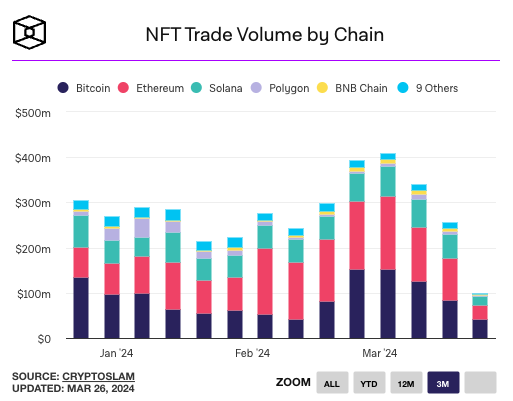 NFT Trade Volume by Chain
Bitcoin Ethereum Solana Polygon BNB Chain 9 Others
$500m
$400m
$300m
$200m
$100m
$0
Jan '24 Feb '24 Mar '24
SOURCE: CRYPTOSLAM
UPDATED: MAR 26, 2024
ZOOM ALL YTD 12M 3M